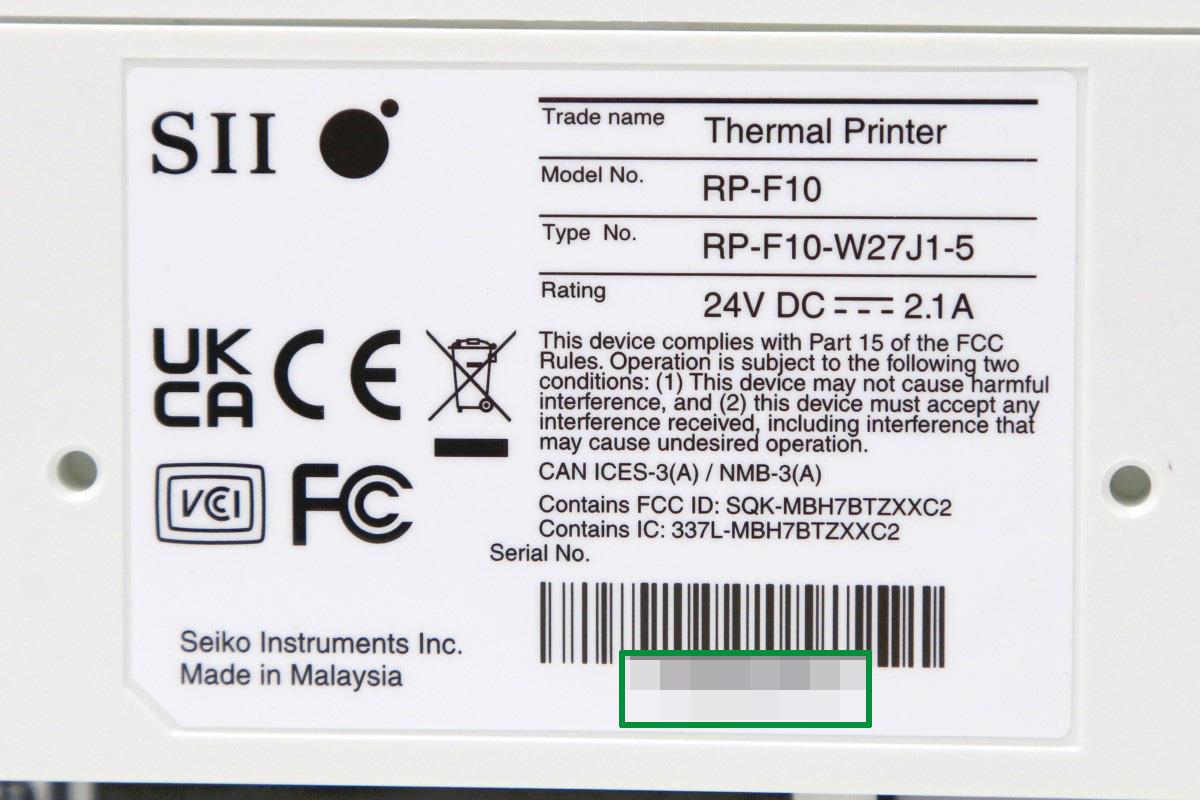 SII
Trade name Thermal Printer
Model No. RP-F10
Type No. RP-F10-W27J1-5
Rating 24V DC 2.1A
UK
CA
CE
This device complies with Part 15 of the FCC
Rules. Operation is subject to the following two
conditions: (1) This device may not cause harmful
interference, and (2) this device must accept any
interference received, including interference that
may cause undesired operation.
VCCI
FC
CAN ICES-3(A) / NMB-3(A)
Contains FCC ID: SQK-MBH7BTZXXC2
Contains IC: 337L-MBH7BTZXXC2
Serial No.
Seiko Instruments Inc.
Made in Malaysia